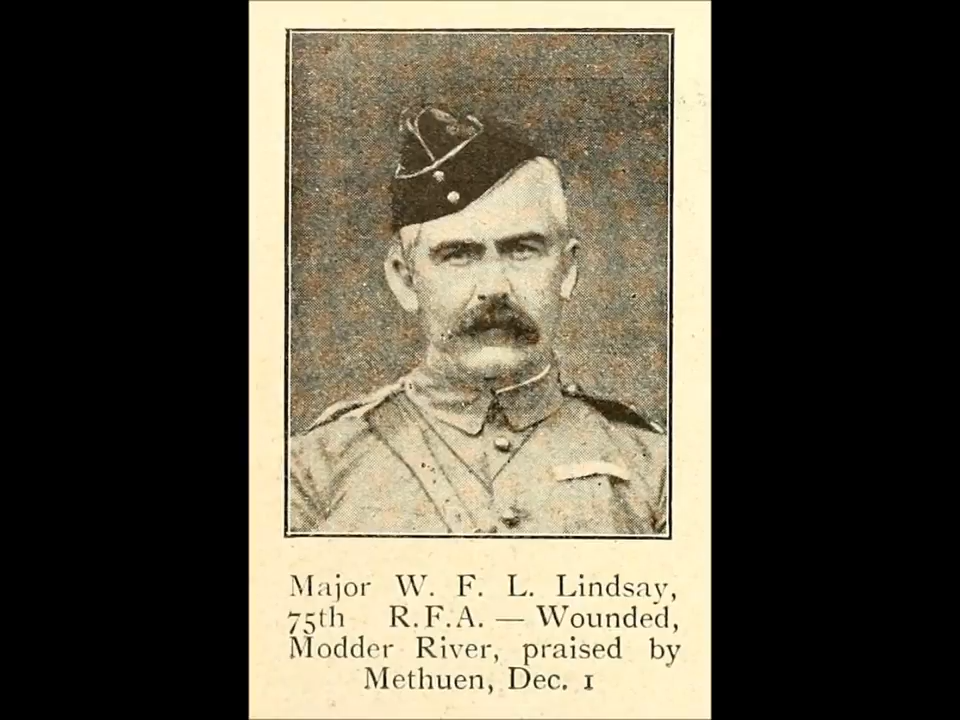 Major W. F. L. Lindsay,
75th R.F.A. — Wounded,
Modder River, praised by
Methuen, Dec. 1